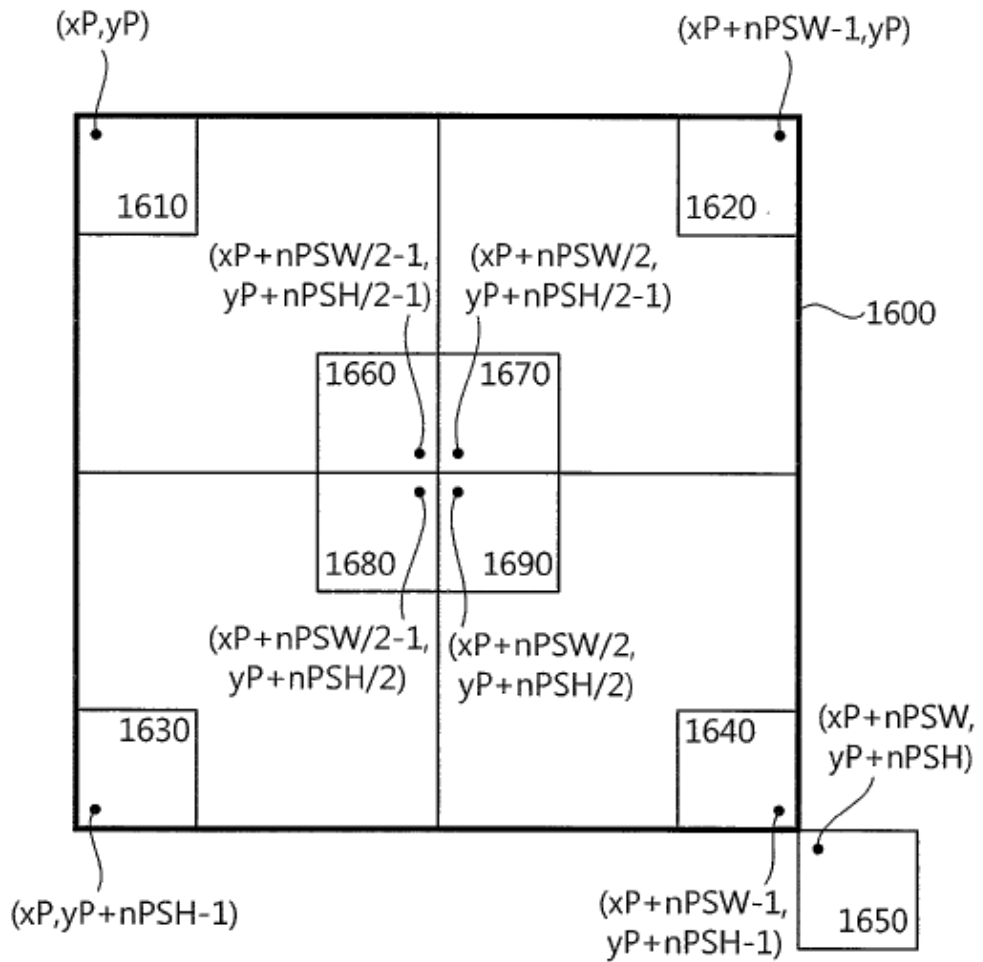 (xP,yP)
(xP+nPSW-1,yP)
1610
1620
(xP+nPSW/2-1,
yP+nPSH/2-1)
(xP+nPSW/2,
yP+nPSH/2-1)
1600
1660
1670
1680
1690
(xP+nPSW/2-1,
yP+nPSH/2)
(xP+nPSW/2,
yP+nPSH/2)
1630
1640
(xP+nPSW,
yP+nPSH)
(xP,yP+nPSH-1)
(xP+nPSW-1,
yP+nPSH-1)
1650